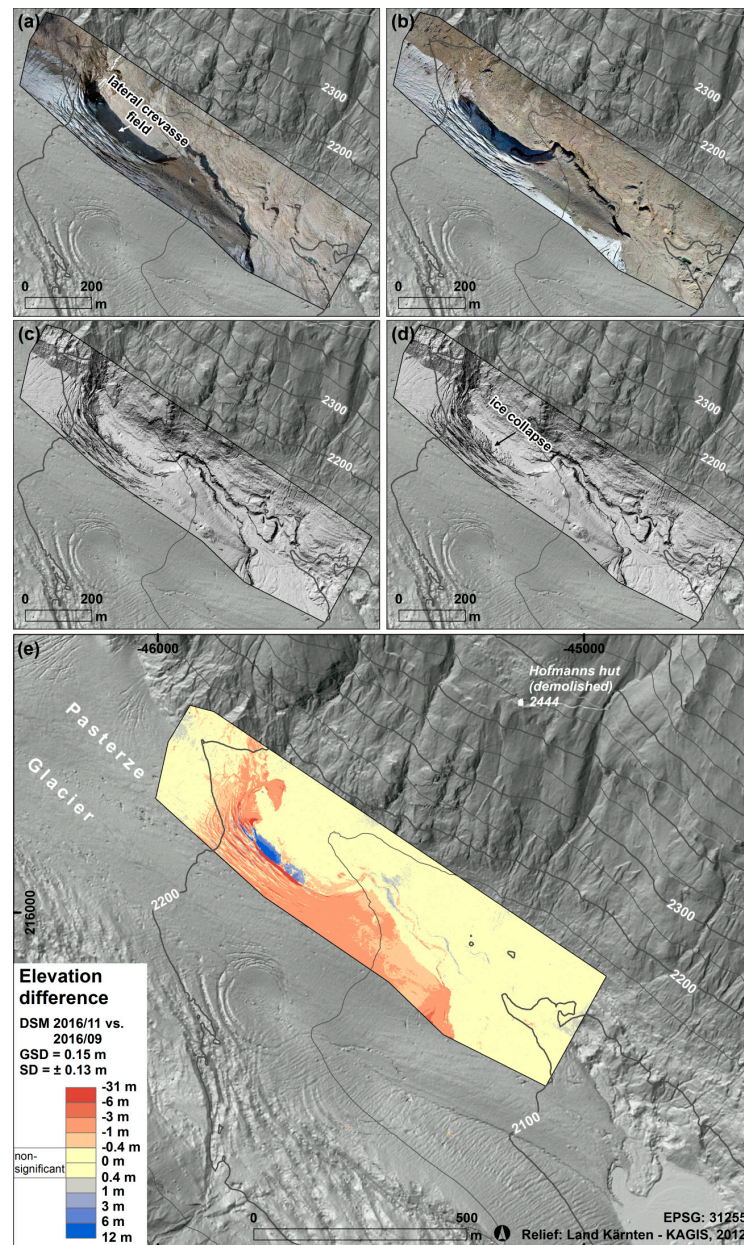 (a)
lateral crevasse
field
2300
2200
0 200
m
(b)
2300
2200
0 200
m
(c)
2300
2200
0 200
m
(d)
ice collapse
2300
2200
0 200
m
(e)
-46000
-45000
Hofmanns hut
(demolished)
2444
Pasterze
Glacier
2200
216000
2300
2200
2100
Elevation
difference
DSM 2016/11 vs.
2016/09
GSD = 0.15 m
SD = ± 0.13 m
-31 m
-6 m
-3 m
-1 m
-0.4 m
non-
significant
0 m
0.4 m
1 m
3 m
6 m
12 m
0 500
m
EPSG: 31255
Relief: Land Kärnten - KAGIS, 2012